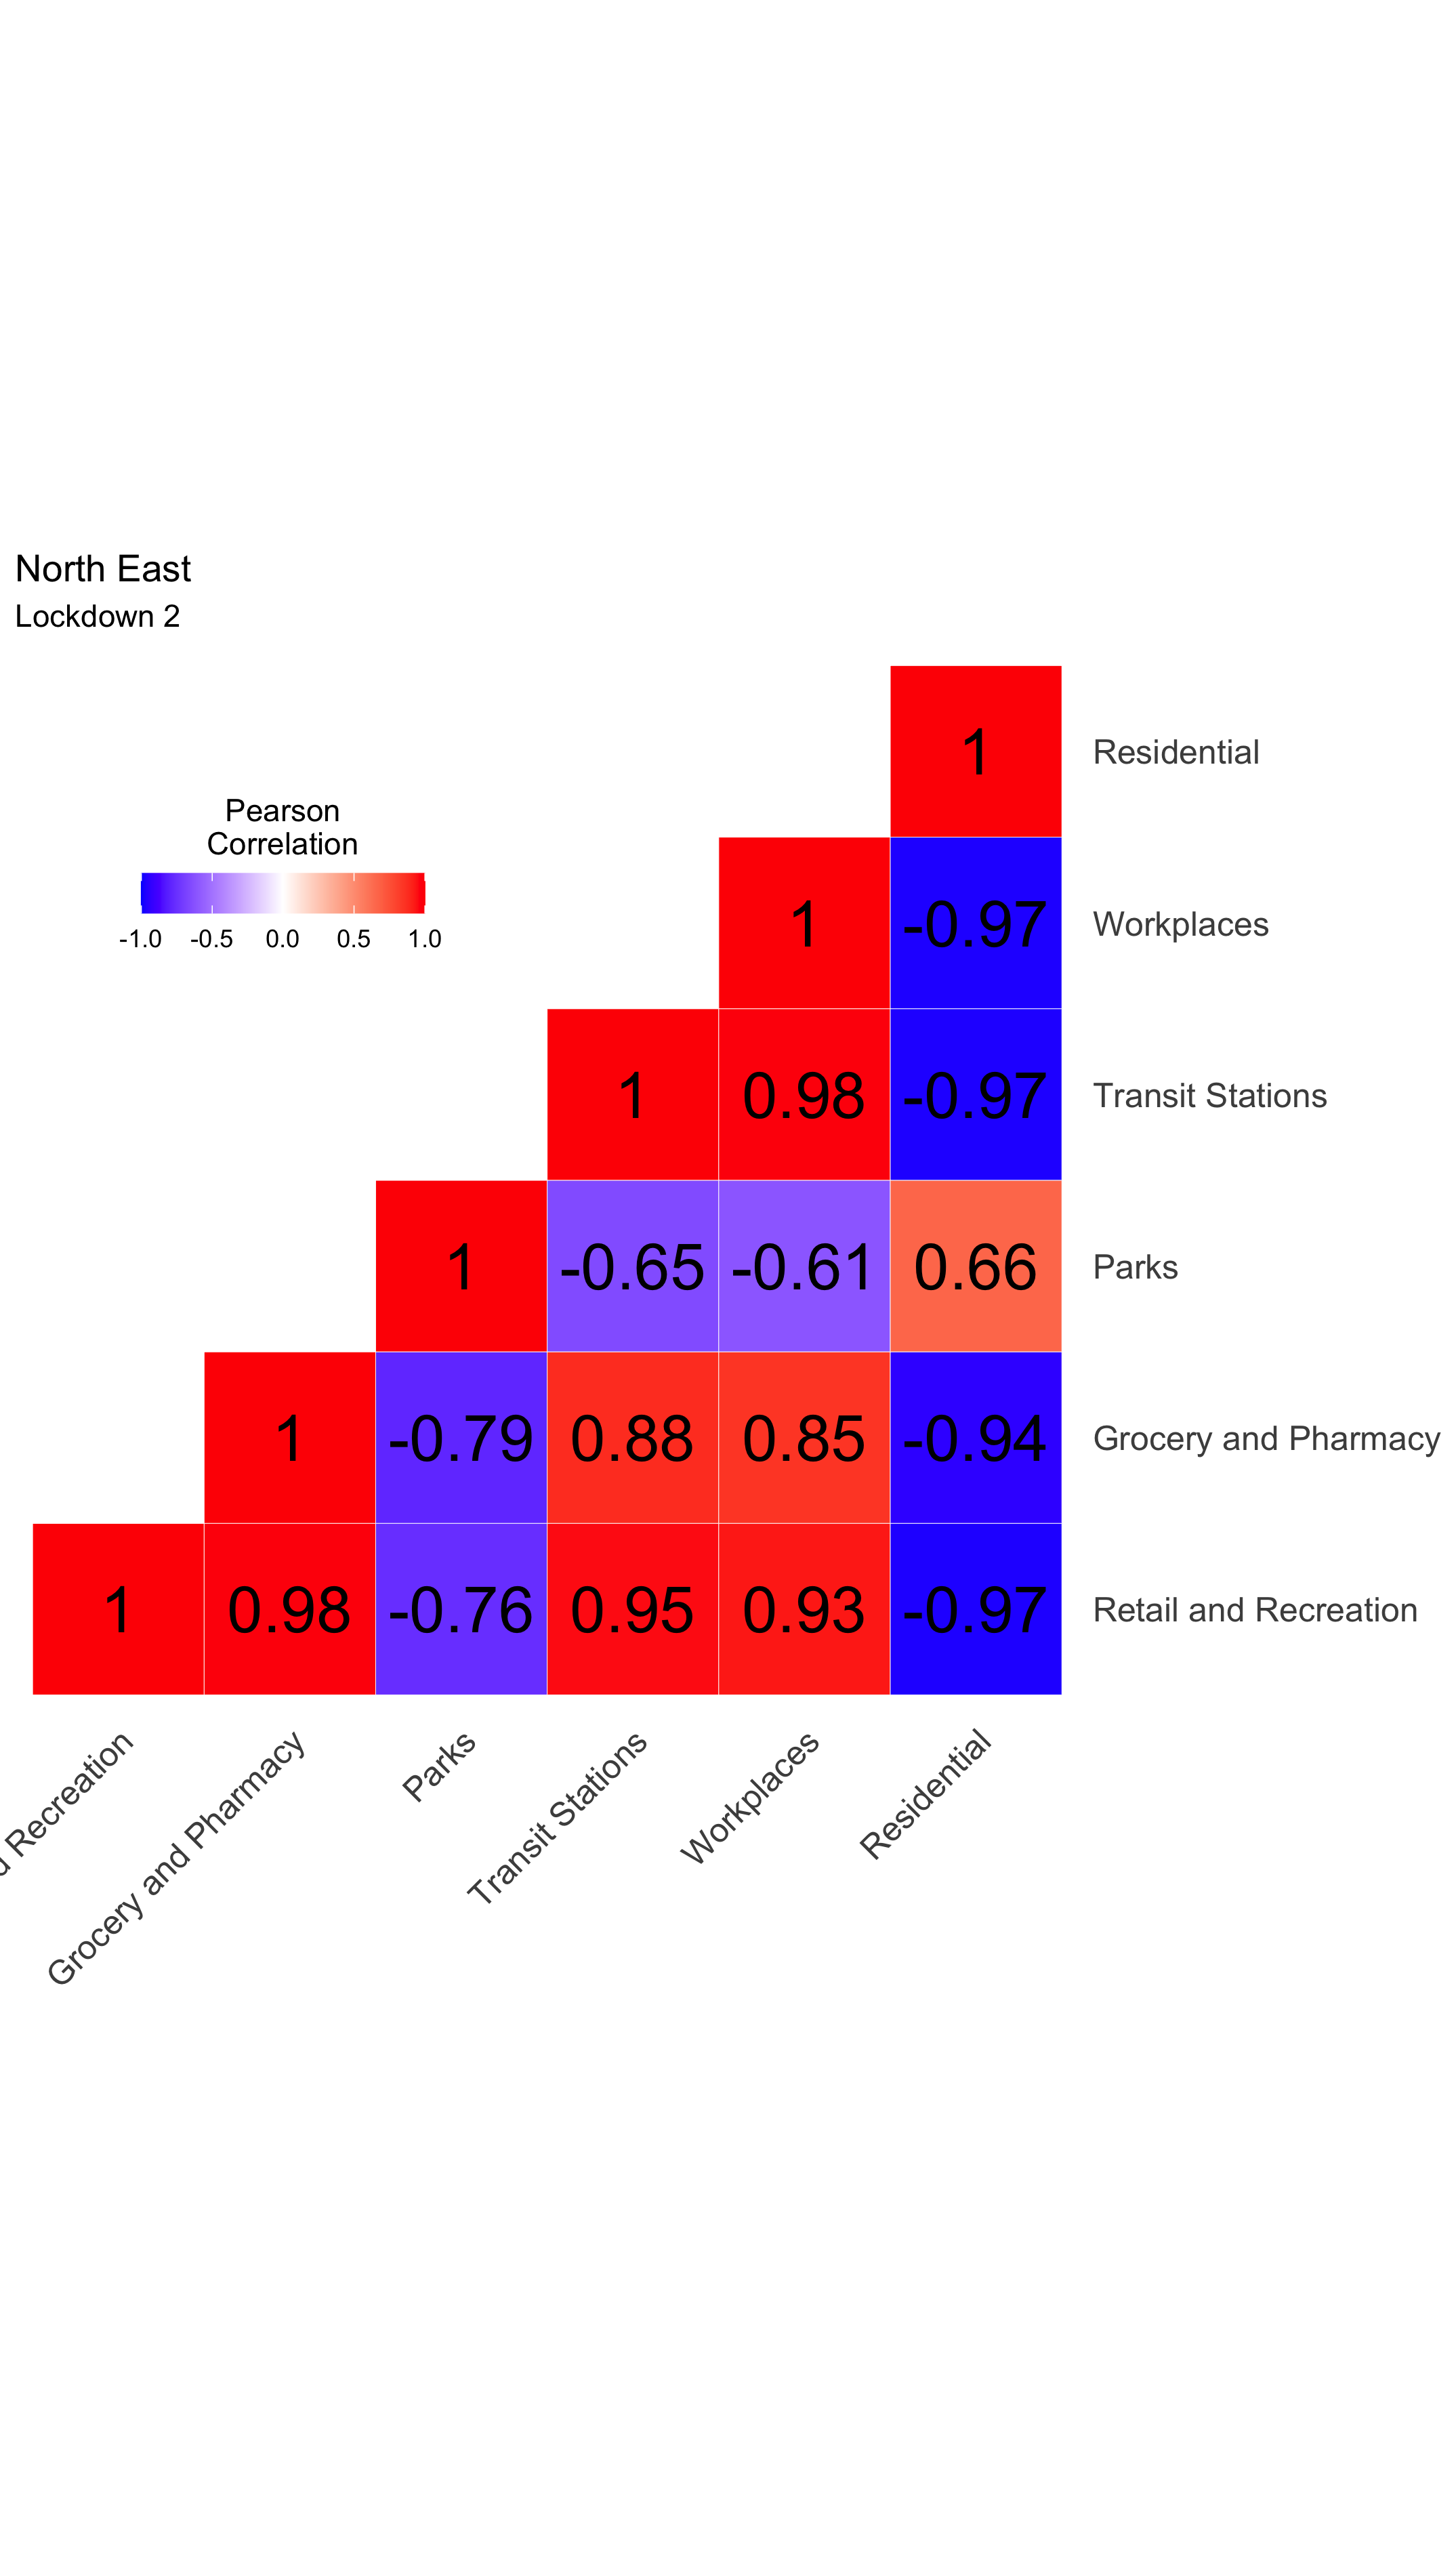 North East
Lockdown 2
Pearson
Correlation
-1.0 -0.5 0.0 0.5 1.0
1 Residential
1 -0.97 Workplaces
1 0.98 -0.97 Transit Stations
1 -0.65 -0.61 0.66 Parks
1 -0.79 0.88 0.85 -0.94 Grocery and Pharmacy
1 0.98 -0.76 0.95 0.93 -0.97 Retail and Recreation
Recreation
Grocery and Pharmacy
Parks
Transit Stations
Workplaces
Residential